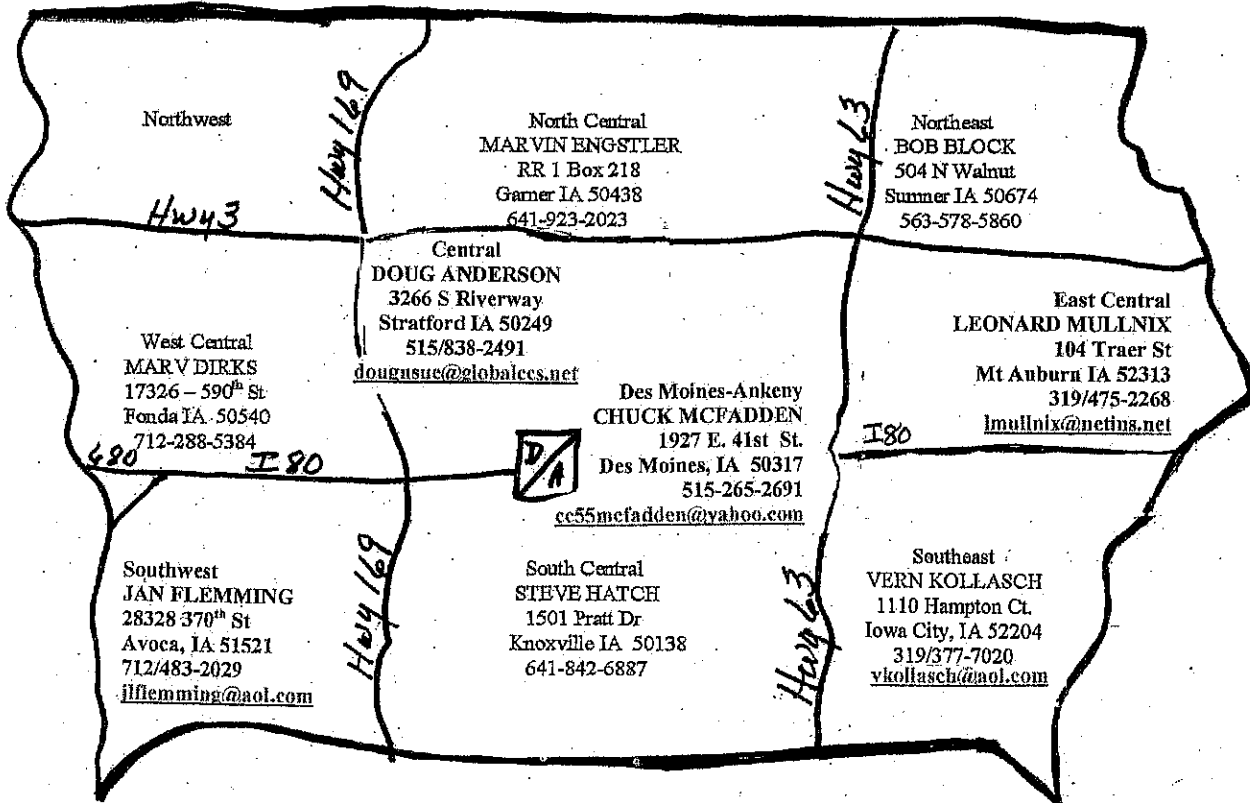 Northwest
Hwy 169
North Central
MARVIN ENGSTLER
RR 1 Box 218
Garner IA 50438
641-923-2023
Hwy 63
Northeast
BOB BLOCK
504 N Walnut
Sumner IA 50674
563-578-5860
Hwy 3
Central
DOUG ANDERSON
3266 S Riverway
Stratford IA 50249
515/838-2491
dougnsue@globalccs.net
West Central
MARV DIRKS
17326 – 590th St
Fonda IA 50540
712-288-5384
East Central
LEONARD MULLNIX
104 Traer St
Mt Auburn IA 52313
319/475-2268
lmullnix@netins.net
Des Moines-Ankeny
CHUCK MCFADDEN
1927 E. 41st St.
Des Moines, IA 50317
515-265-2691
cc55mcfadden@yahoo.com
680
I80
D/A
I80
Southwest
JAN FLEMMING
28328 370th St
Avoca, IA 51521
712/483-2029
jlflemming@aol.com
Hwy 169
South Central
STEVE HATCH
1501 Pratt Dr
Knoxville IA 50138
641-842-6887
Hwy 63
Southeast
VERN KOLLASCH
1110 Hampton Ct.
Iowa City, IA 52204
319/377-7020
vkollasch@aol.com